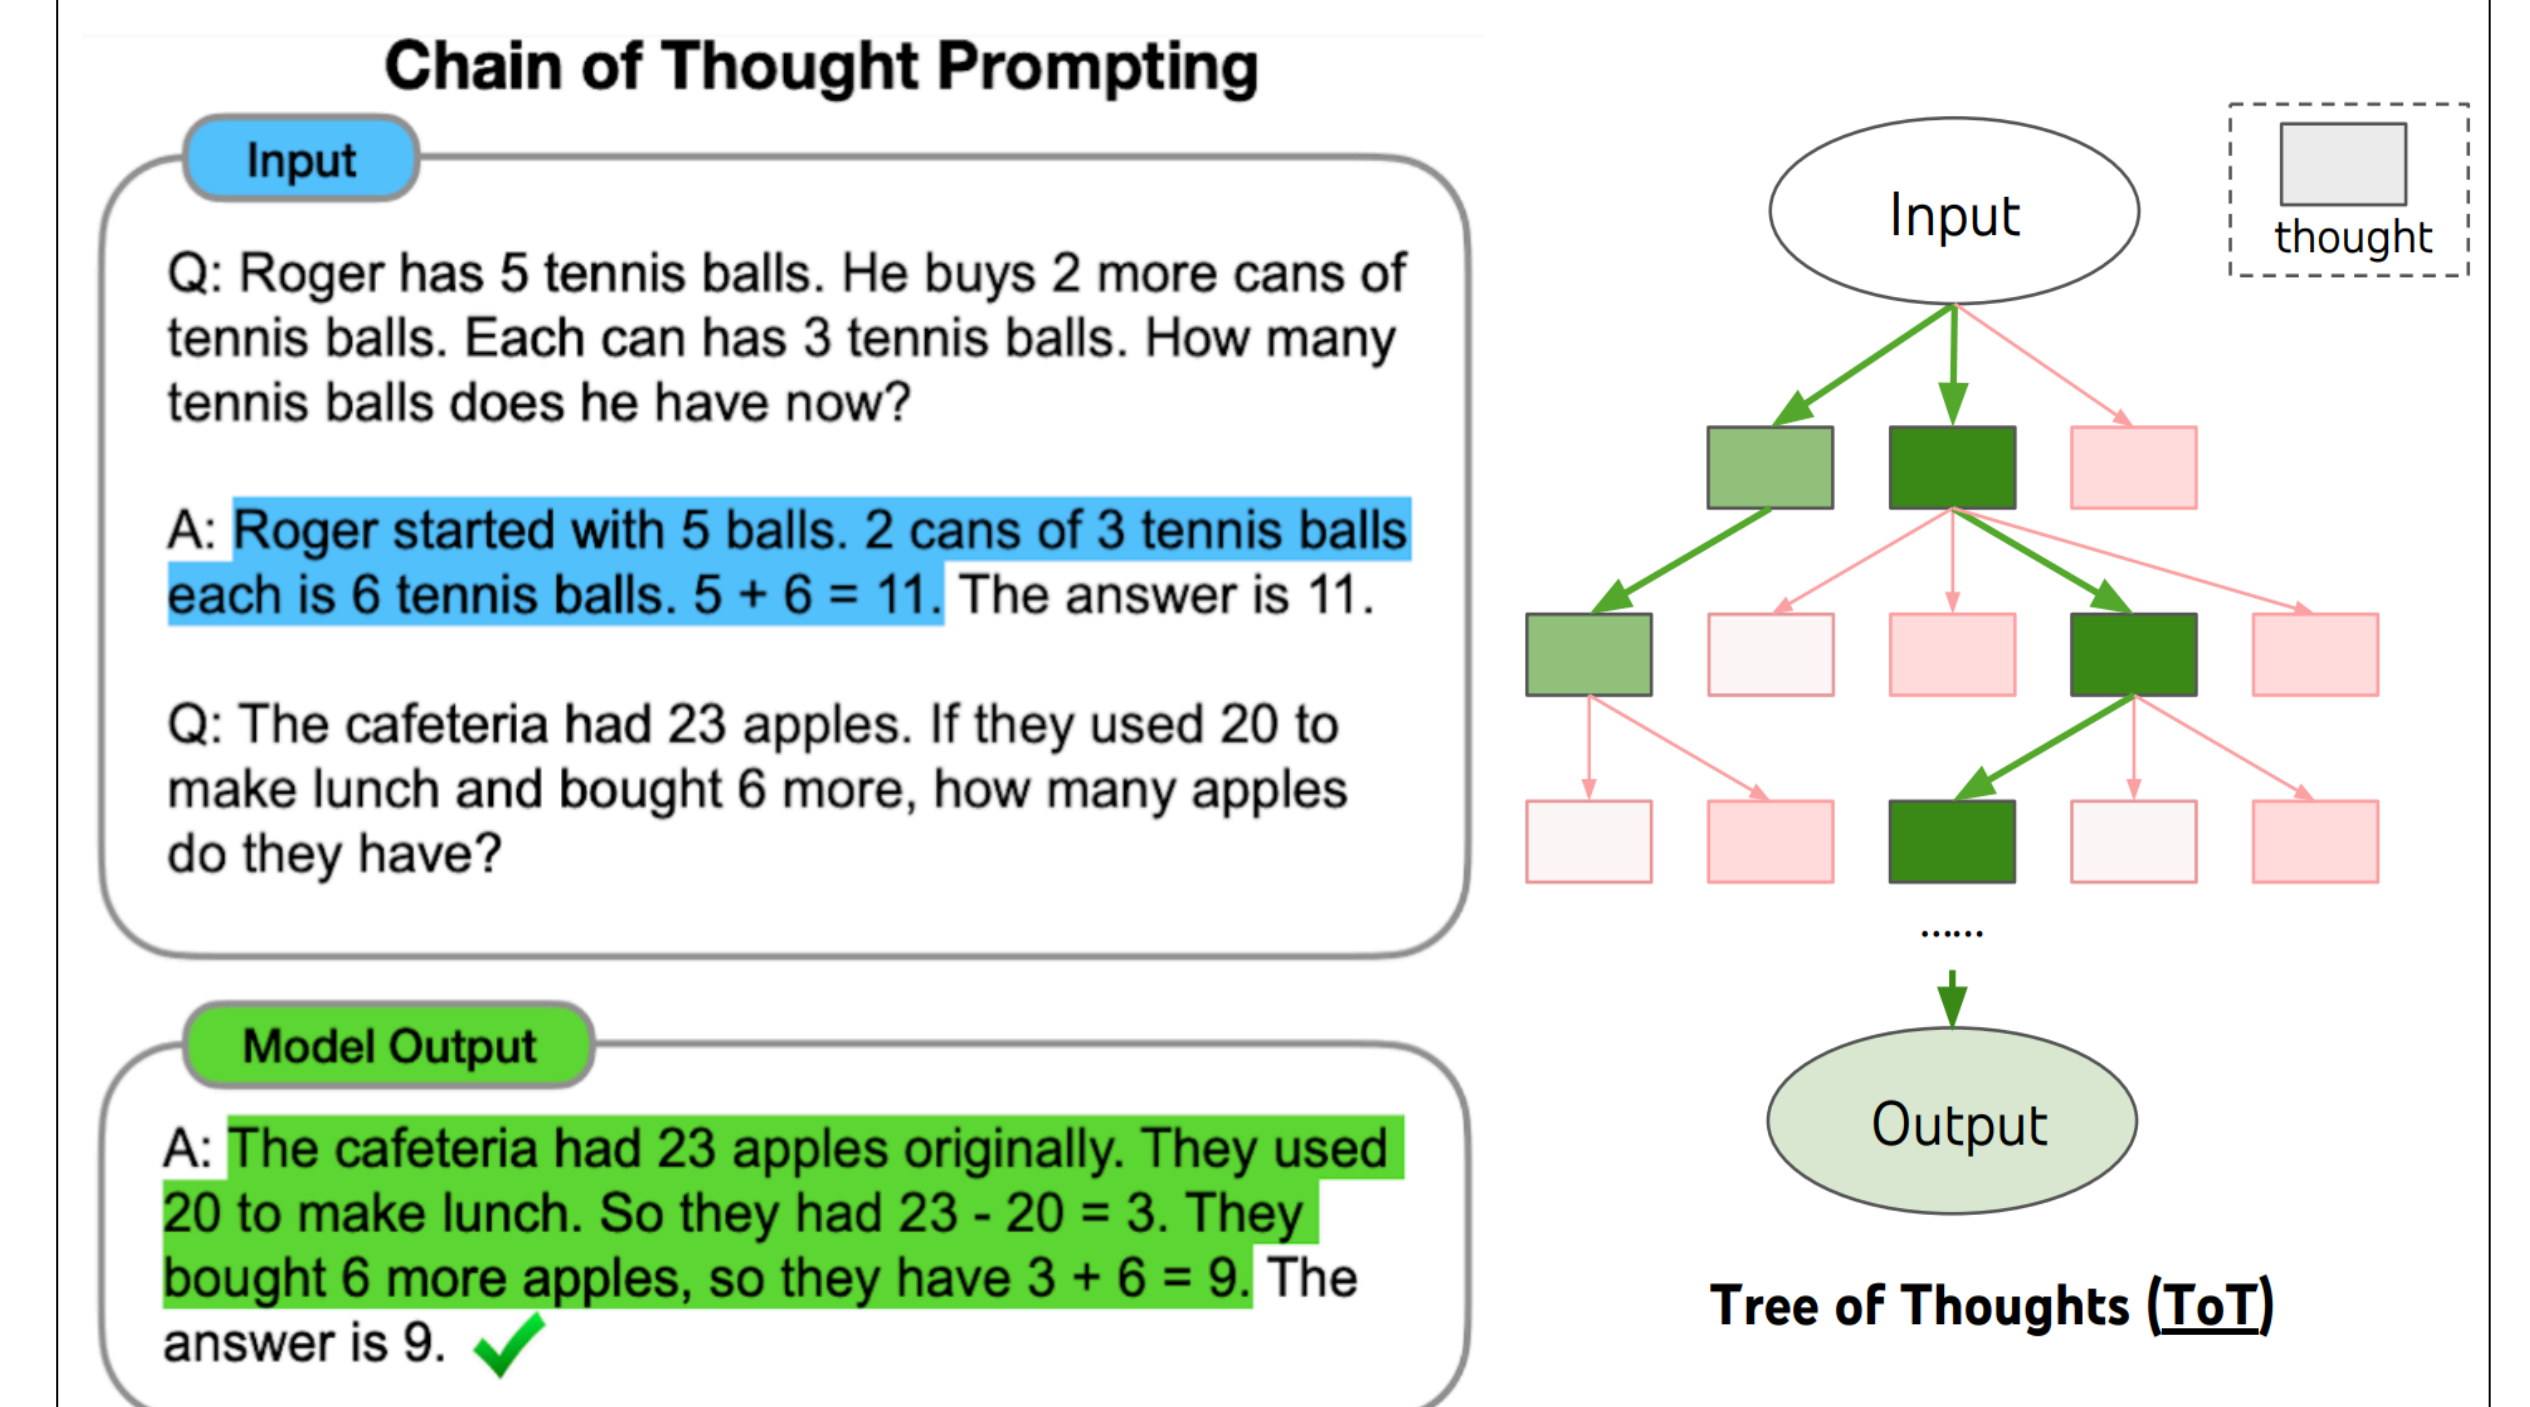 Chain of Thought Prompting
Input
Q: Roger has 5 tennis balls. He buys 2 more cans of
tennis balls. Each can has 3 tennis balls. How many
tennis balls does he have now?
A: Roger started with 5 balls. 2 cans of 3 tennis balls
each is 6 tennis balls. 5 + 6 = 11. The answer is 11.
Q: The cafeteria had 23 apples. If they used 20 to
make lunch and bought 6 more, how many apples
do they have?
Model Output
A: The cafeteria had 23 apples originally. They used
20 to make lunch. So they had 23 - 20 = 3. They
bought 6 more apples, so they have 3 + 6 = 9. The
answer is 9.
Input
thought
......
Output
Tree of Thoughts (ToT)